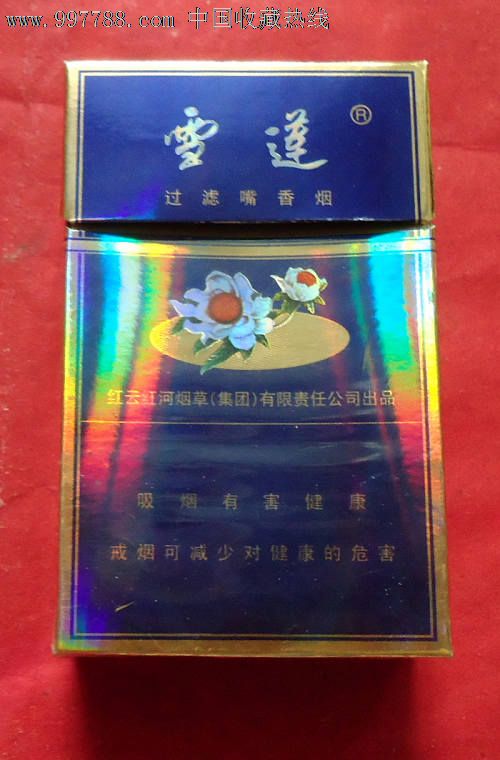 www.997788.com 中国收藏热线
雪莲®
过滤嘴香烟
红云红河烟草(集团)有限责任公司出品
吸烟有害健康
戒烟可减少对健康的危害